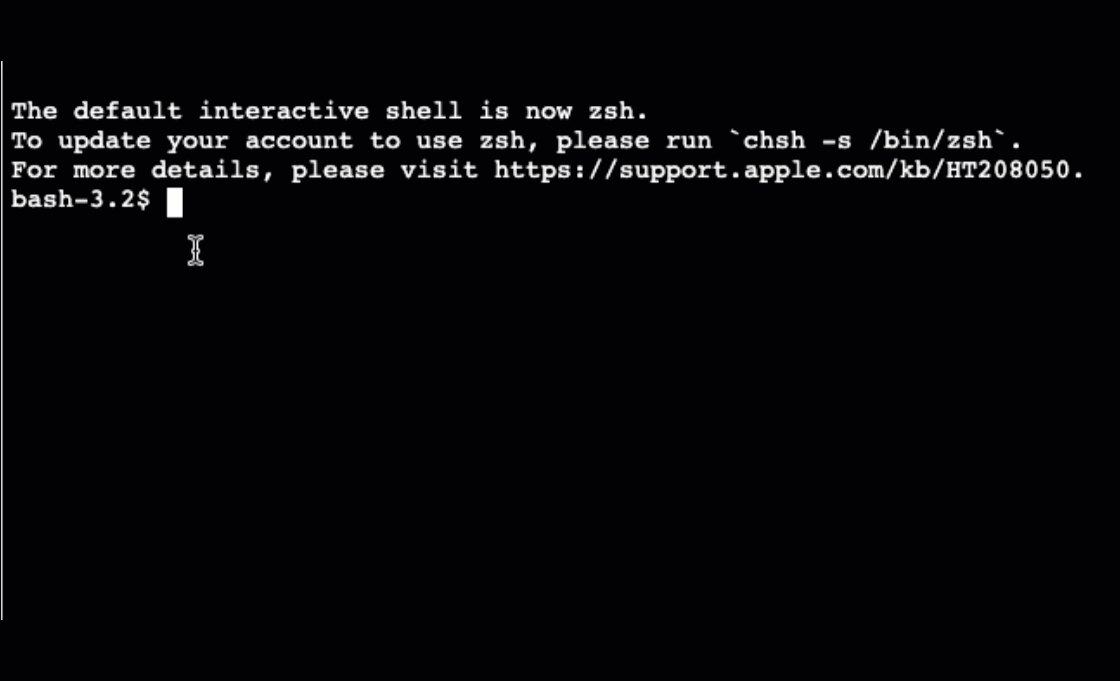 The default interactive shell is now zsh.
To update your account to use zsh, please run `chsh -s /bin/zsh`.
For more details, please visit https://support.apple.com/kb/HT208050.
bash-3.2$